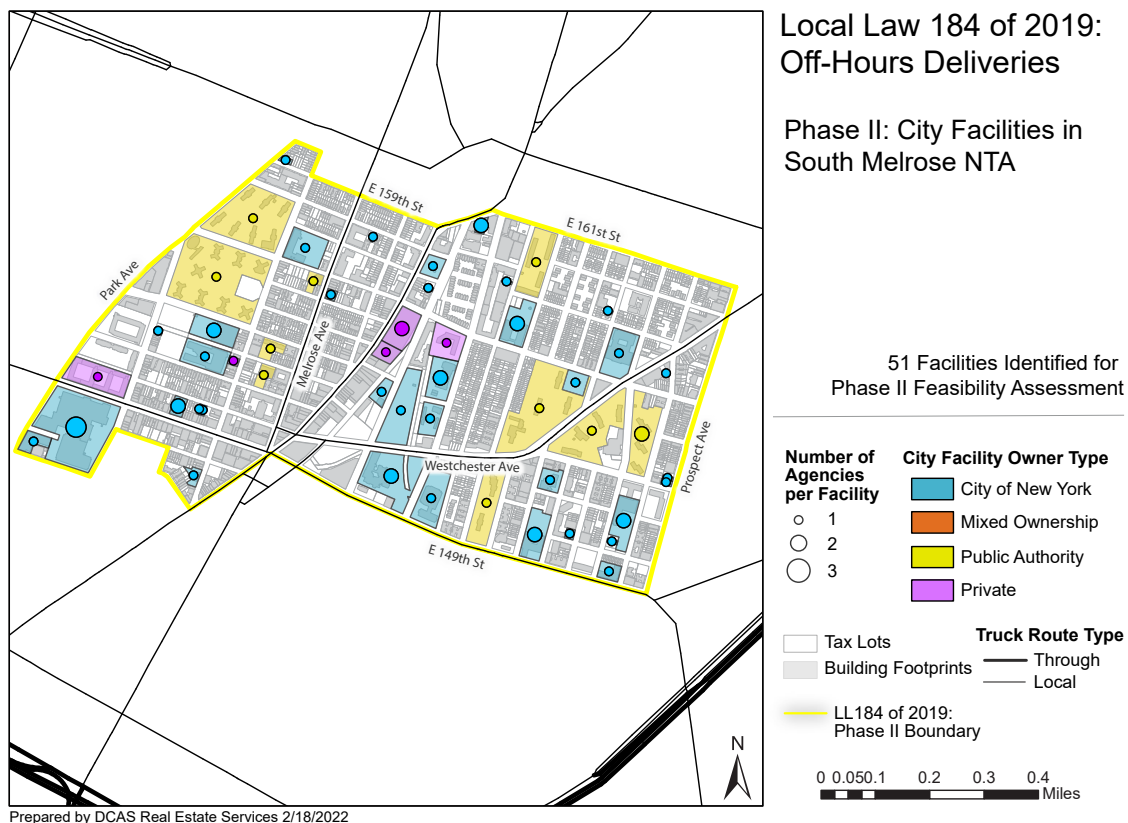 Local Law 184 of 2019:
Off-Hours Deliveries
Phase II: City Facilities in
South Melrose NTA
51 Facilities Identified for
Phase II Feasibility Assessment
Number of
Agencies
per Facility
1
2
3
City Facility Owner Type
City of New York
Mixed Ownership
Public Authority
Private
Tax Lots
Building Footprints
Truck Route Type
Through
Local
LL184 of 2019:
Phase II Boundary
N
0 0.050.1 0.2 0.3 0.4
Miles
E 159th St
E 161st St
Park Ave
Melrose Ave
Westchester Ave
Prospect Ave
E 149th St
Prepared by DCAS Real Estate Services 2/18/2022